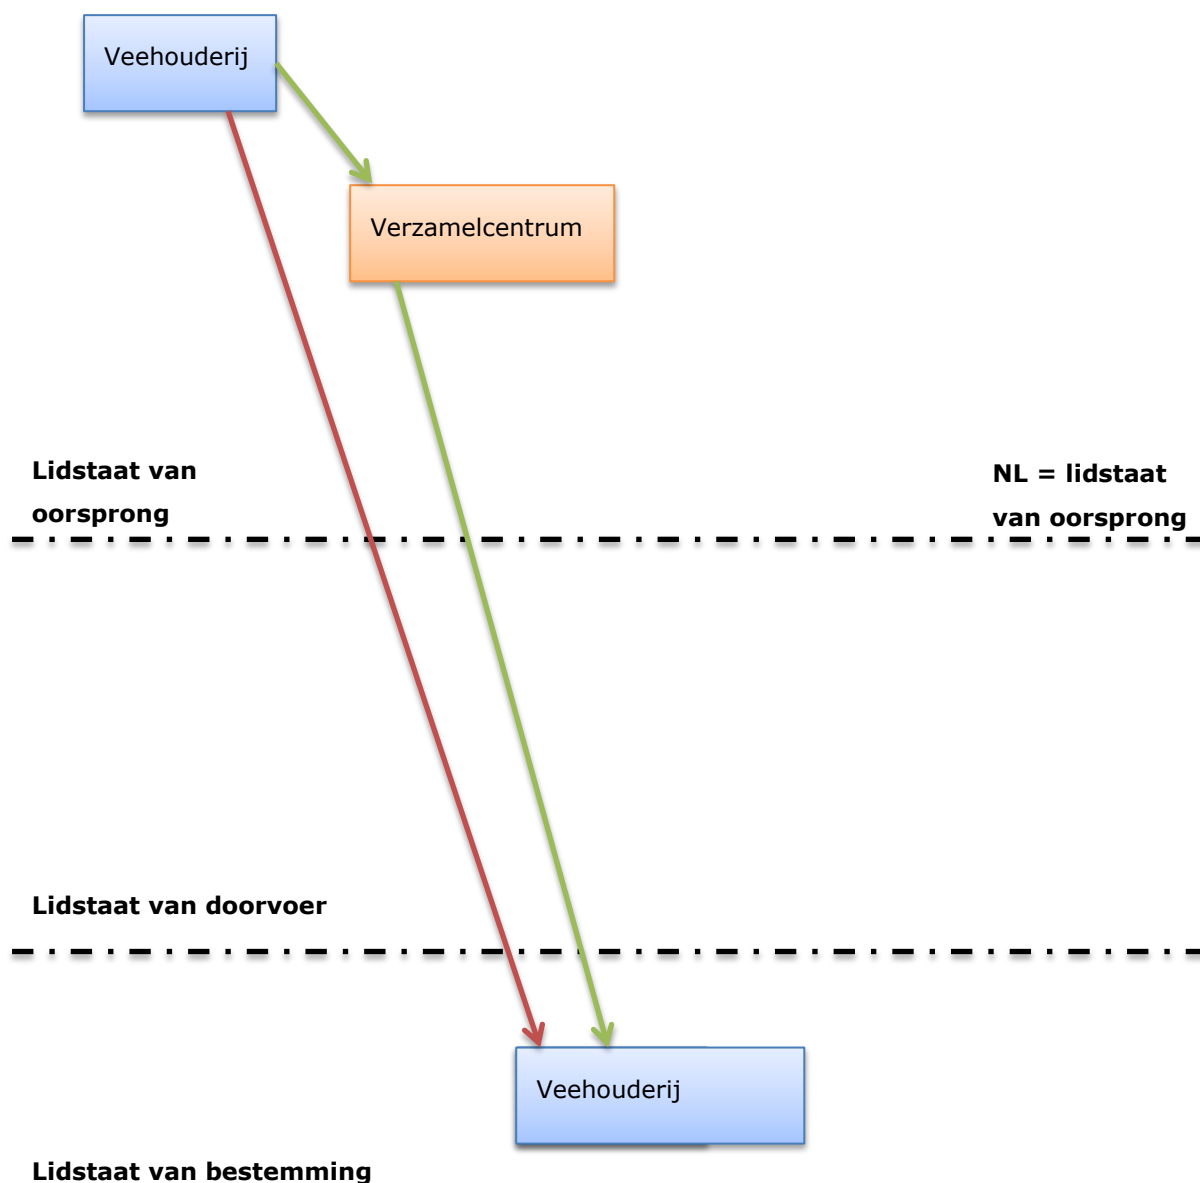 Veehouderij
Verzamelcentrum
Lidstaat van
oorsprong
NL = lidstaat
van oorsprong
Lidstaat van doorvoer
Veehouderij
Lidstaat van bestemming